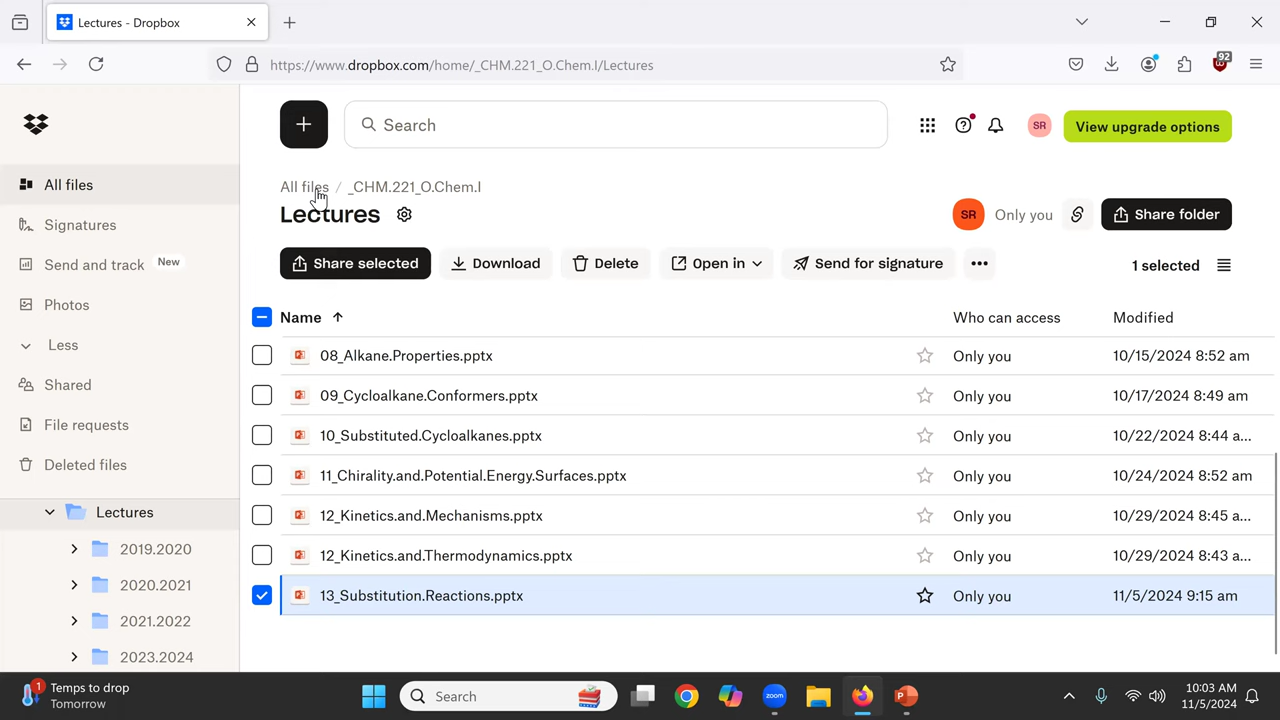 Lectures - Dropbox
https://www.dropbox.com/home/_CHM.221_O.Chem.I/Lectures
92
Search
SR
View upgrade options
All files
Signatures
Send and track New
Photos
Less
Shared
File requests
Deleted files
Lectures
2019.2020
2020.2021
2021.2022
2023.2024
All files / _CHM.221_O.Chem.I
Lectures
SR Only you
Share folder
Share selected
Download
Delete
Open in
Send for signature
1 selected
Name Who can access Modified
08_Alkane.Properties.pptx Only you 10/15/2024 8:52 am
09_Cycloalkane.Conformers.pptx Only you 10/17/2024 8:49 am
10_Substituted.Cycloalkanes.pptx Only you 10/22/2024 8:44 a...
11_Chirality.and.Potential.Energy.Surfaces.pptx Only you 10/24/2024 8:52 am
12_Kinetics.and.Mechanisms.pptx Only you 10/29/2024 8:45 a...
12_Kinetics.and.Thermodynamics.pptx Only you 10/29/2024 8:43 a...
13_Substitution.Reactions.pptx Only you 11/5/2024 9:15 am
1
Temps to drop
Tomorrow
Search
zoom
10:03 AM
11/5/2024